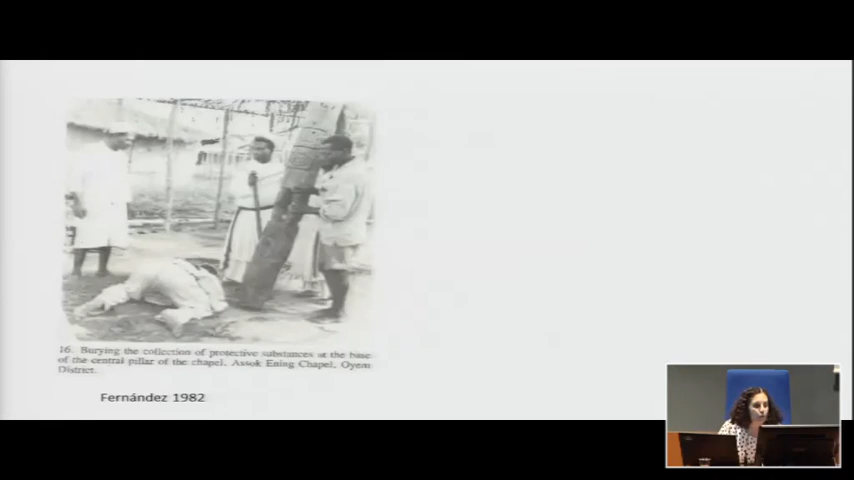 16. Burying the collection of protective substances at the base
of the central pillar of the chapel. Assok Ening Chapel, Oyem
District.
Fernández 1982